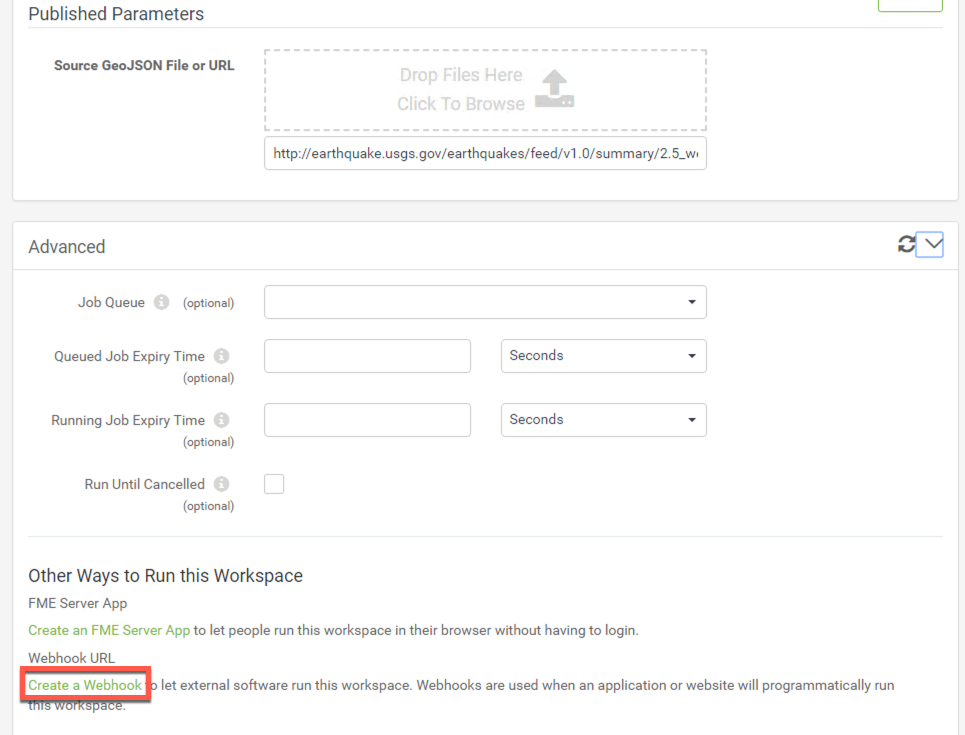 Published Parameters
Source GeoJSON File or URL
Drop Files Here
Click To Browse
http://earthquake.usgs.gov/earthquakes/feed/v1.0/summary/2.5_we
Advanced
Job Queue (optional)
Queued Job Expiry Time Seconds
(optional)
Running Job Expiry Time Seconds
(optional)
Run Until Cancelled
(optional)
Other Ways to Run this Workspace
FME Server App
Create an FME Server App to let people run this workspace in their browser without having to login.
Webhook URL
Create a Webhook to let external software run this workspace. Webhooks are used when an application or website will programmatically run
this workspace.